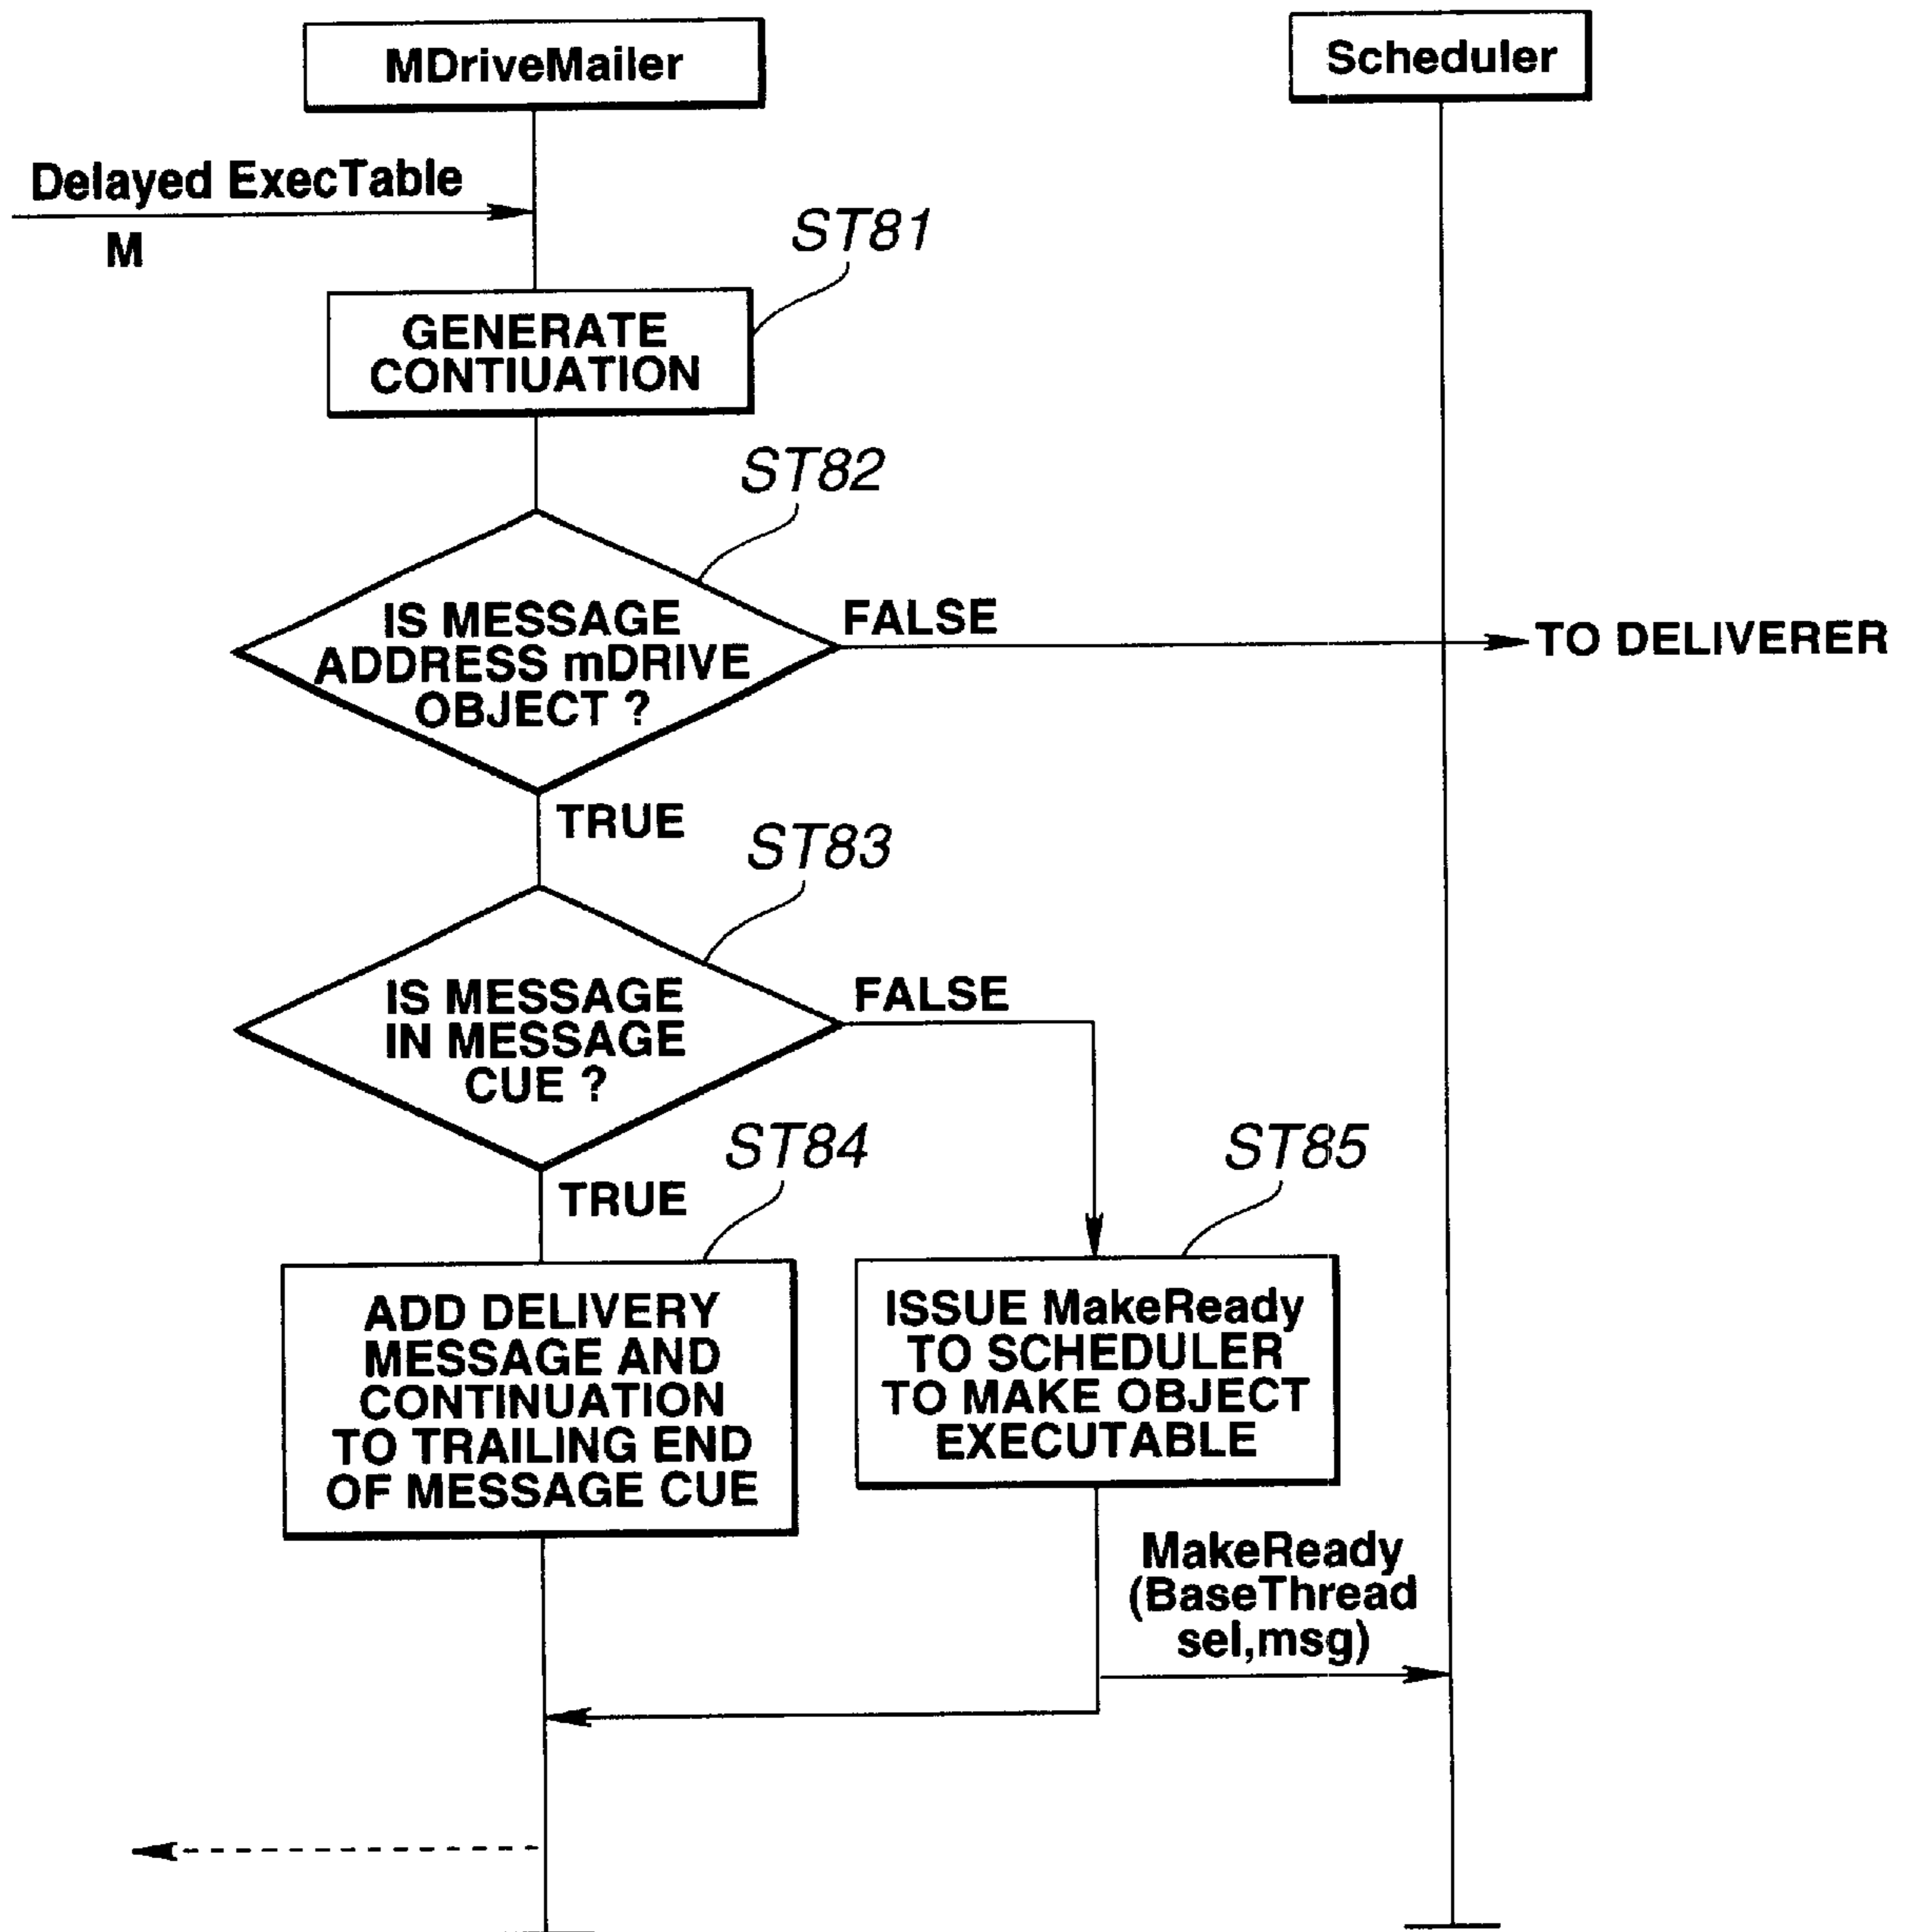 MDriveMailer
Scheduler
Delayed ExecTable
M
ST81
GENERATE
CONTIUATION
ST82
IS MESSAGE
ADDRESS mDRIVE
OBJECT ?
FALSE
TO DELIVERER
TRUE
ST83
IS MESSAGE
IN MESSAGE
CUE ?
FALSE
TRUE
ST84
ST85
ADD DELIVERY
MESSAGE AND
CONTINUATION
TO TRAILING END
OF MESSAGE CUE
ISSUE MakeReady
TO SCHEDULER
TO MAKE OBJECT
EXECUTABLE
MakeReady
(BaseThread
sel,msg)